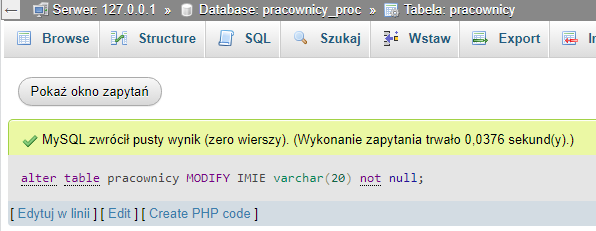 Serwer: 127.0.0.1 » Database: pracownicy_proc » Tabela: pracownicy
Browse Structure SQL Szukaj Wstaw Export In
Pokaż okno zapytań
MySQL zwrócił pusty wynik (zero wierszy). (Wykonanie zapytania trwało 0,0376 sekund(y).)
alter table pracownicy MODIFY IMIE varchar(20) not null;
[ Edytuj w linii ] [ Edit ] [ Create PHP code ]